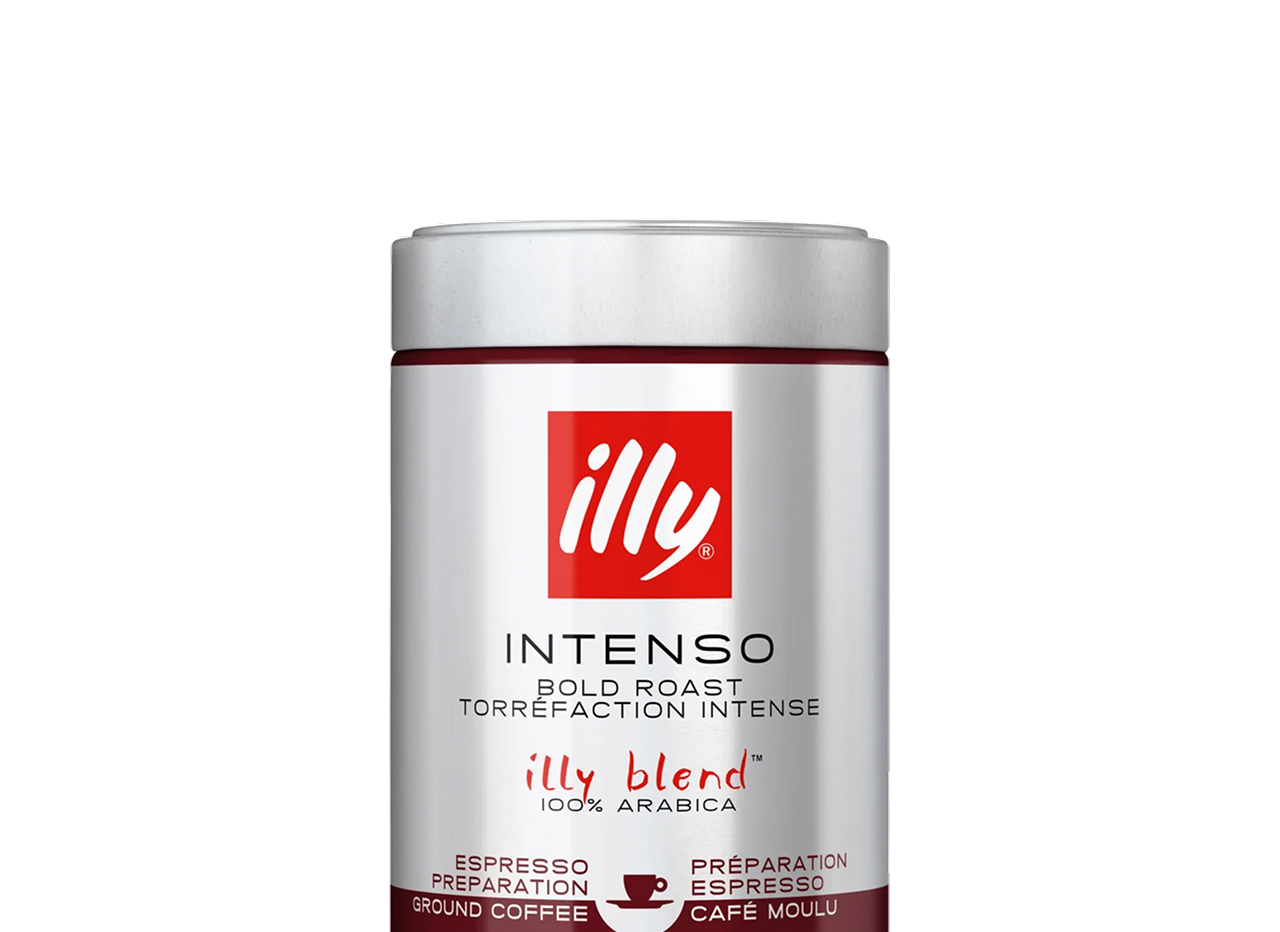 illy®
INTENSO
BOLD ROAST
TORRÉFACTION INTENSE
illy blend™
100% ARABICA
ESPRESSO
PREPARATION
GROUND COFFEE
PRÉPARATION
ESPRESSO
CAFÉ MOULU